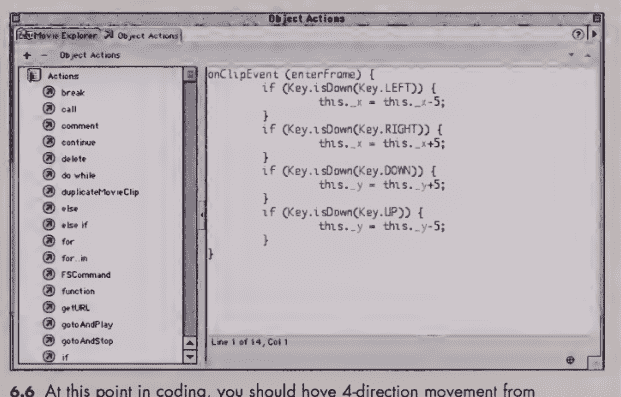 Object Actions
Movie Explorer Object Actions
?
+ - Object Actions
Actions
break
call
comment
continue
delete
do while
duplicateMovieClip
else
else if
for
for..in
FSCommand
function
getURL
gotoAndPlay
gotoAndStop
if
onClipEvent (enterFrame) {
if (Key.isDown(Key.LEFT)) {
this._x = this._x-5;
}
if (Key.isDown(Key.RIGHT)) {
this._x = this._x+5;
}
if (Key.isDown(Key.DOWN)) {
this._y = this._y+5;
}
if (Key.isDown(Key.UP)) {
this._y = this._y-5;
}
}
Line 1 of 14, Col 1
6.6 At this point in coding, you should hove 4-direction movement from